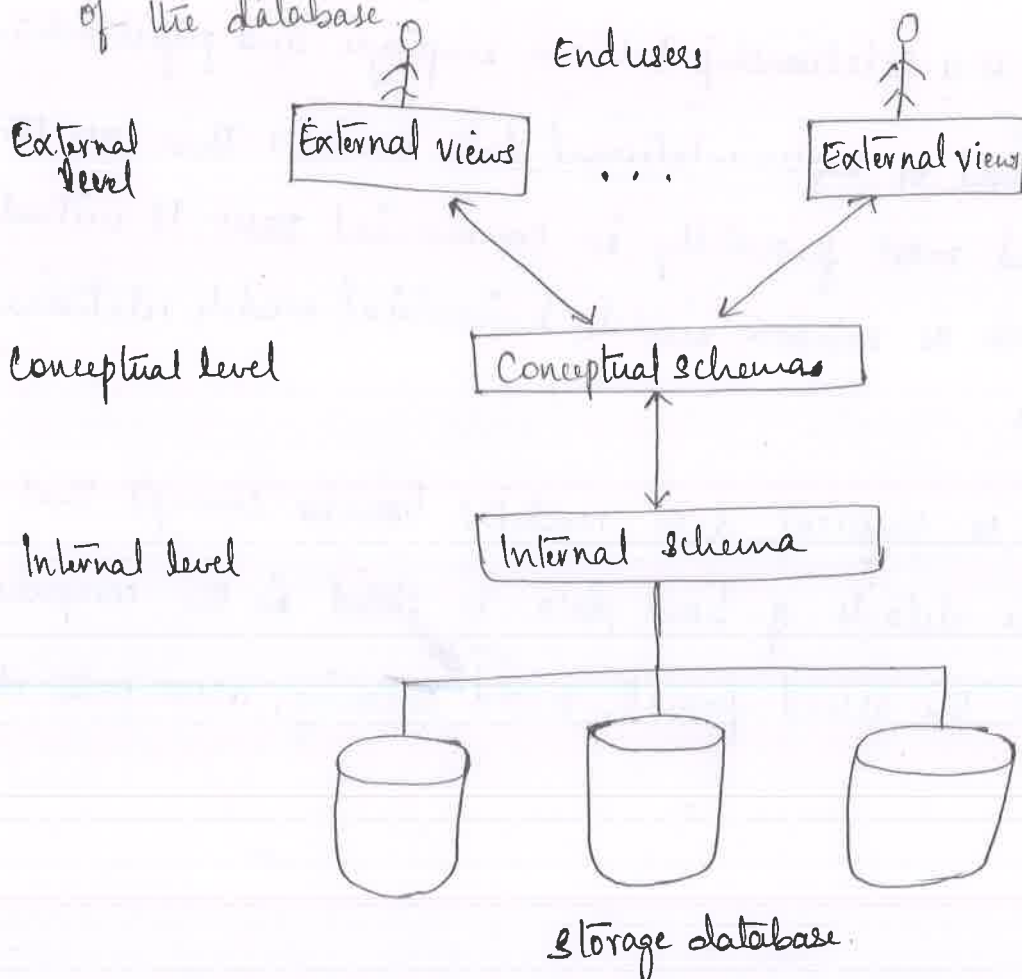 of the database.
End users
External level
External views
...
External views
Conceptual level
Conceptual schemas
Internal level
Internal schema
Storage database.